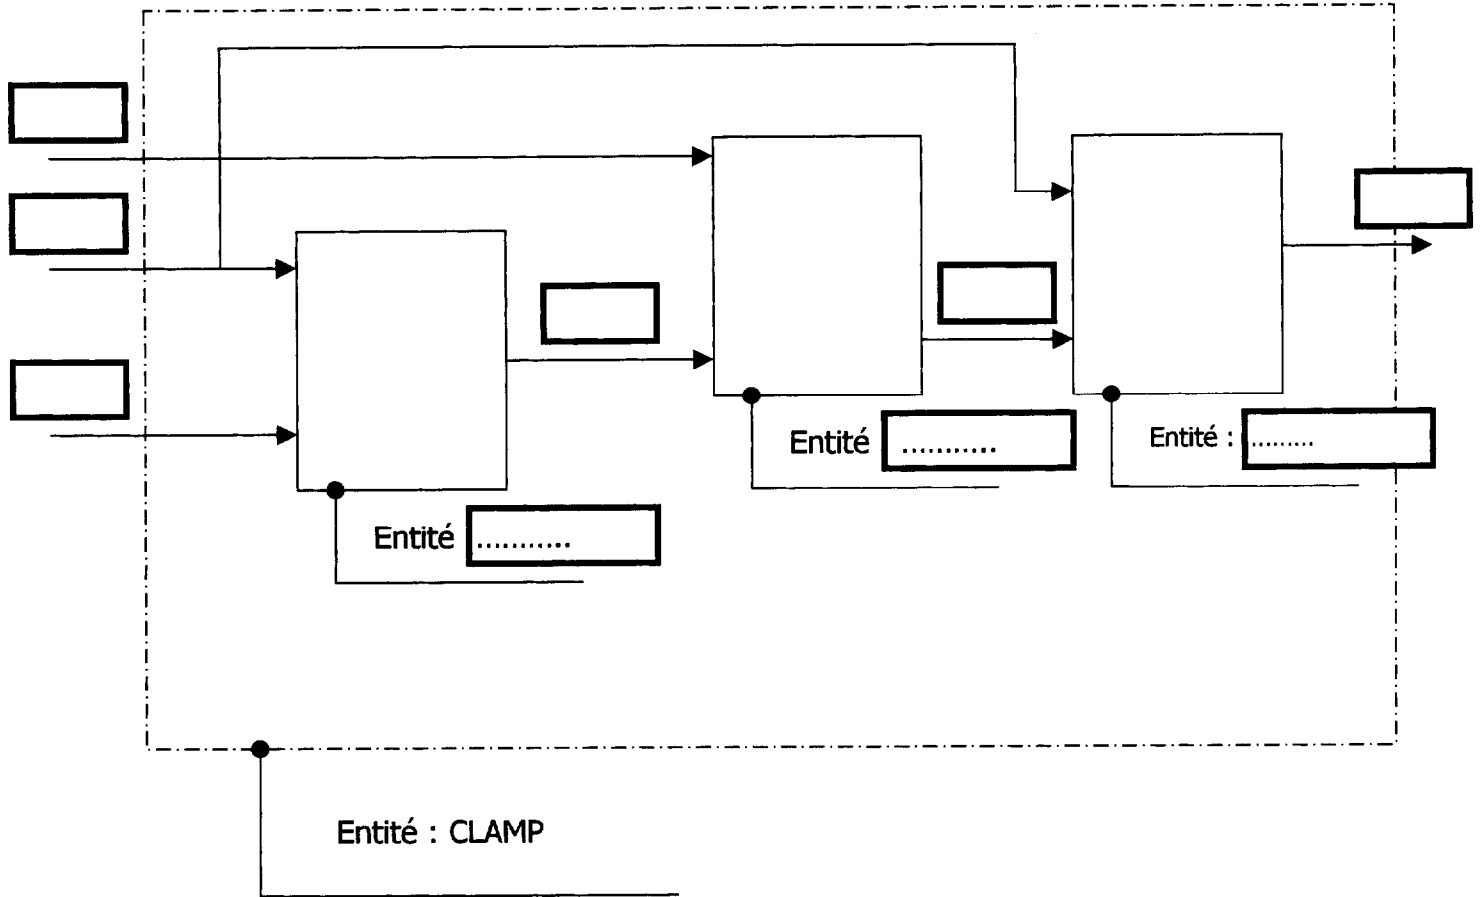 Entité ...........
Entité : .........
Entité ...........
Entité : CLAMP